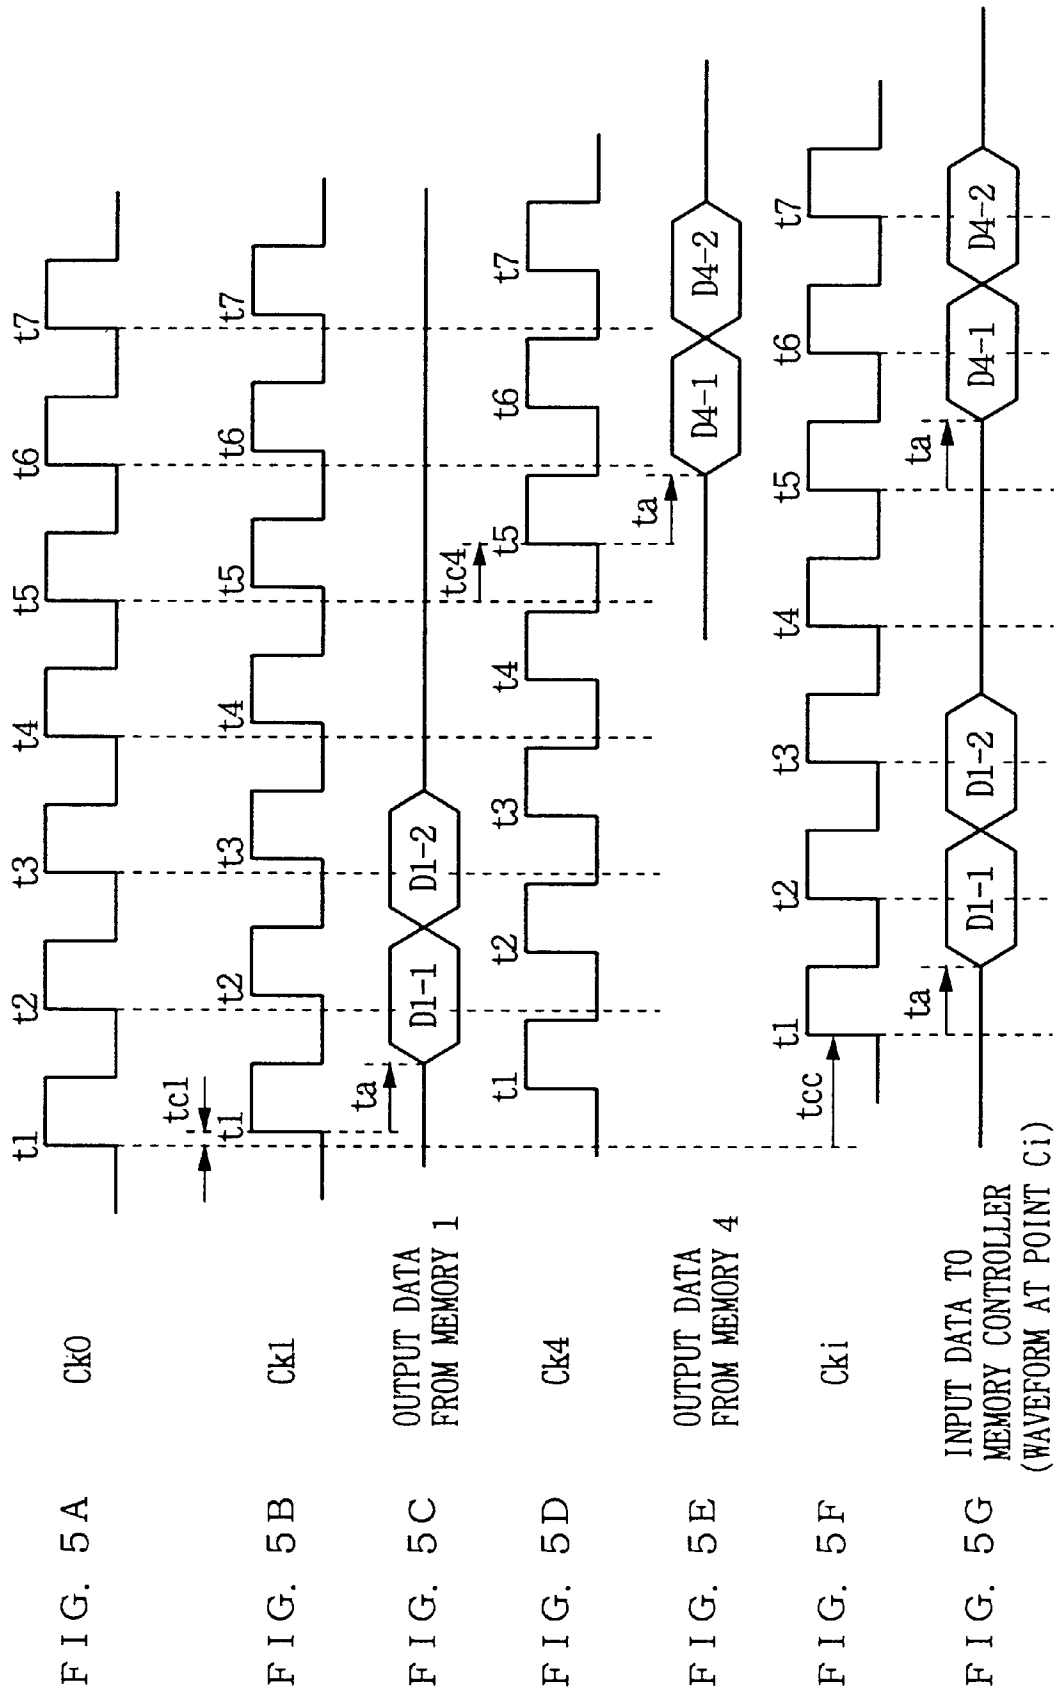 FIG. 5A
Ck0
t1
t2
t3
t4
t5
t6
t7
FIG. 5B
Ck1
tc1
t1
t2
t3
t4
t5
t6
t7
FIG. 5C
OUTPUT DATA
FROM MEMORY 1
ta
D1-1
D1-2
FIG. 5D
Ck4
t1
t2
t3
t4
tc4
t5
t6
t7
FIG. 5E
OUTPUT DATA
FROM MEMORY 4
ta
D4-1
D4-2
FIG. 5F
Cki
tcc
t1
t2
t3
t4
t5
t6
t7
FIG. 5G
INPUT DATA TO
MEMORY CONTROLLER
(WAVEFORM AT POINT Ci)
ta
D1-1
D1-2
ta
D4-1
D4-2